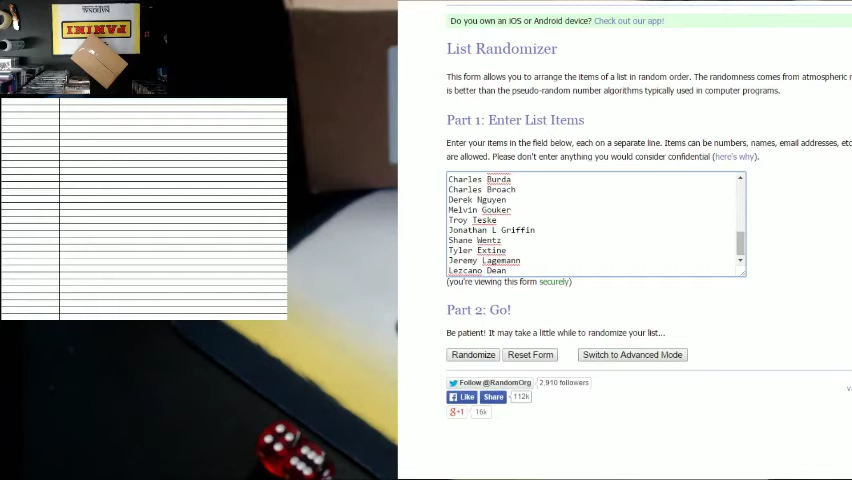 NATIONAL
PANINI
Do you own an iOS or Android device? Check out our app!
List Randomizer
This form allows you to arrange the items of a list in random order. The randomness comes from atmospheric
is better than the pseudo-random number algorithms typically used in computer programs.
Part 1: Enter List Items
Enter your items in the field below, each on a separate line. Items can be numbers, names, email addresses, etc
are allowed. Please don't enter anything you would consider confidential (here's why).
Charles Burda
Charles Broach
Derek Nguyen
Melvin Gouker
Troy Teske
Jonathan L Griffin
Shane Wentz
Tyler Extine
Jeremy Lagemann
Lezcano Dean
(you're viewing this form securely)
Part 2: Go!
Be patient! It may take a little while to randomize your list...
Randomize Reset Form Switch to Advanced Mode
Follow @RandomOrg 2,910 followers
Like Share 112k
g+1 16k